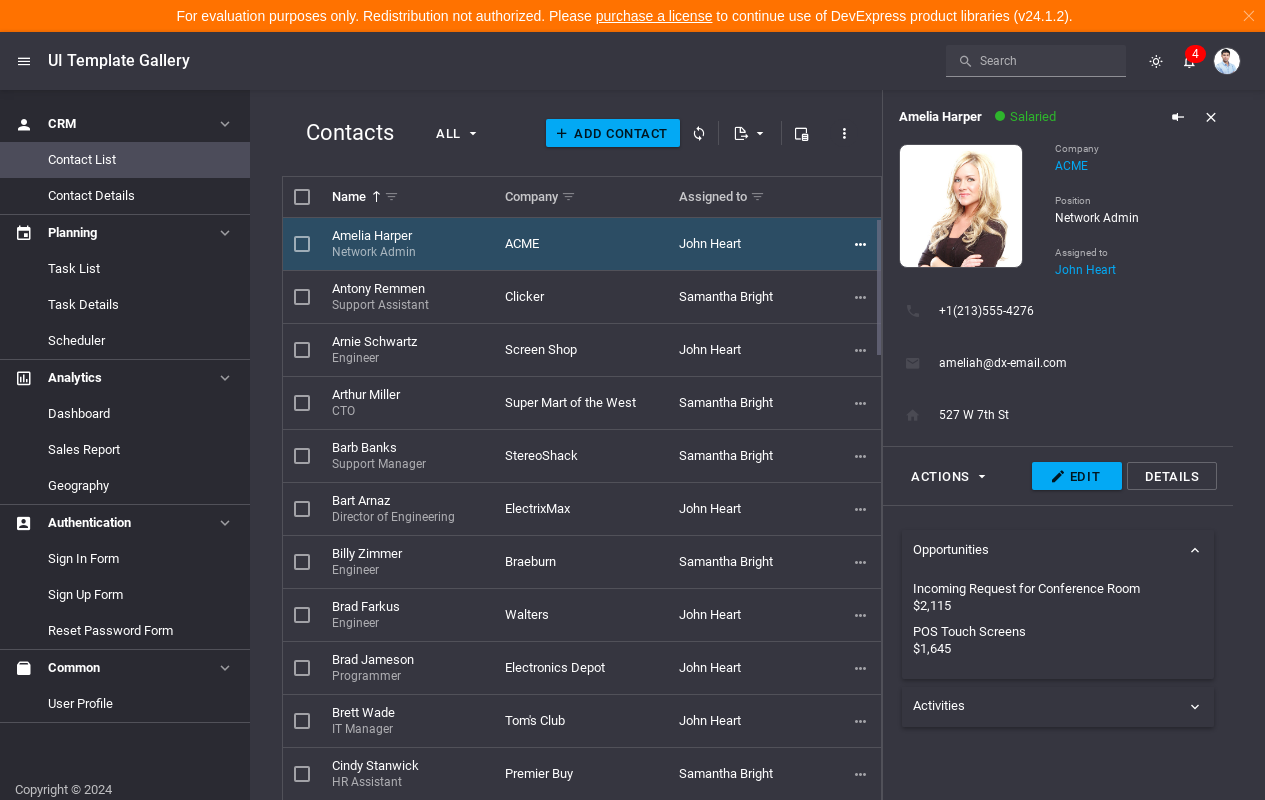 For evaluation purposes only. Redistribution not authorized. Please purchase a license to continue use of DevExpress product libraries (v24.1.2).
UI Template Gallery
Search
4
CRM
Contact List
Contact Details
Planning
Task List
Task Details
Scheduler
Analytics
Dashboard
Sales Report
Geography
Authentication
Sign In Form
Sign Up Form
Reset Password Form
Common
User Profile
Copyright © 2024
Contacts
ALL
ADD CONTACT
Name
Company
Assigned to
Amelia Harper
Network Admin
ACME
John Heart
Antony Remmen
Support Assistant
Clicker
Samantha Bright
Arnie Schwartz
Engineer
Screen Shop
John Heart
Arthur Miller
CTO
Super Mart of the West
Samantha Bright
Barb Banks
Support Manager
StereoShack
Samantha Bright
Bart Arnaz
Director of Engineering
ElectrixMax
John Heart
Billy Zimmer
Engineer
Braeburn
Samantha Bright
Brad Farkus
Engineer
Walters
John Heart
Brad Jameson
Programmer
Electronics Depot
John Heart
Brett Wade
IT Manager
Tom's Club
John Heart
Cindy Stanwick
HR Assistant
Premier Buy
Samantha Bright
Amelia Harper
Salaried
Company
ACME
Position
Network Admin
Assigned to
John Heart
+1(213)555-4276
ameliah@dx-email.com
527 W 7th St
ACTIONS
EDIT
DETAILS
Opportunities
Incoming Request for Conference Room
$2,115
POS Touch Screens
$1,645
Activities